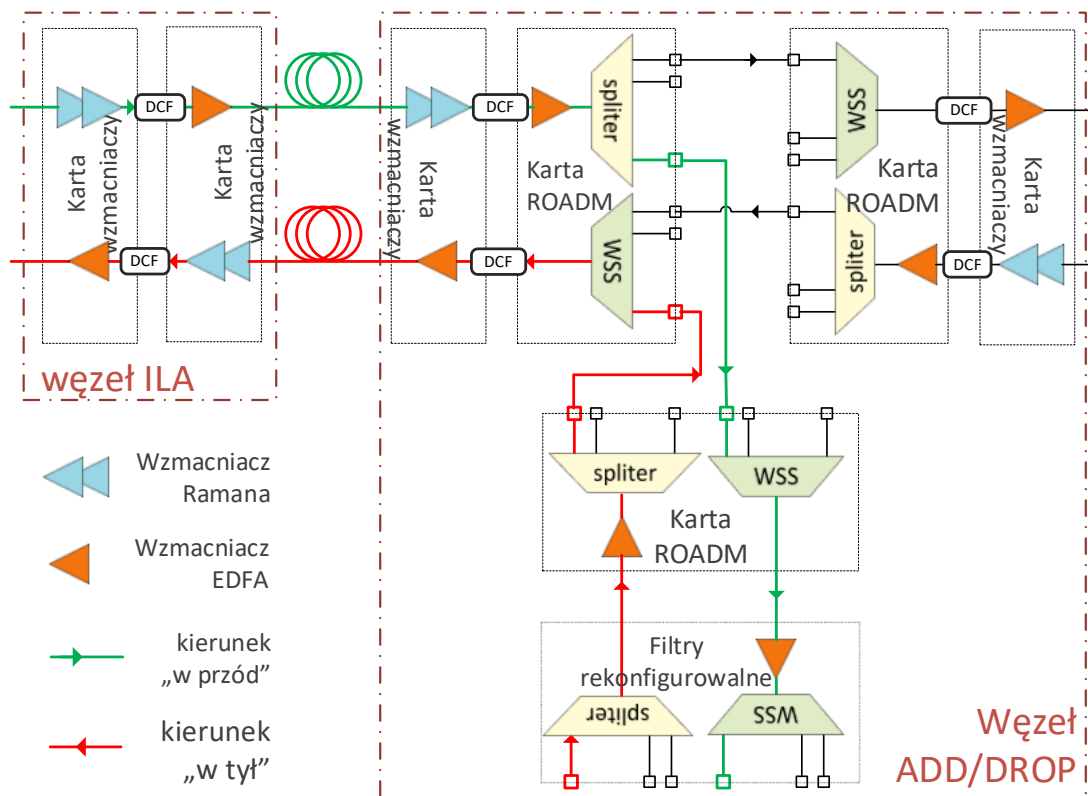 DCF
DCF
DCF
DCF
Karta
wzmacniaczy
Karta
wzmacniaczy
Karta
wzmacniaczy
spliter
Karta
ROADM
WSS
WSS
Karta
ROADM
spliter
Karta
wzmacniaczy
DCF
DCF
DCF
DCF
węzeł ILA
spliter
WSS
Karta
ROADM
Filtry
rekonfigurowalne
spliter
WSS
Wzmacniacz
Ramana
Wzmacniacz
EDFA
kierunek
„w przód”
kierunek
„w tył”
Węzeł
ADD/DROP